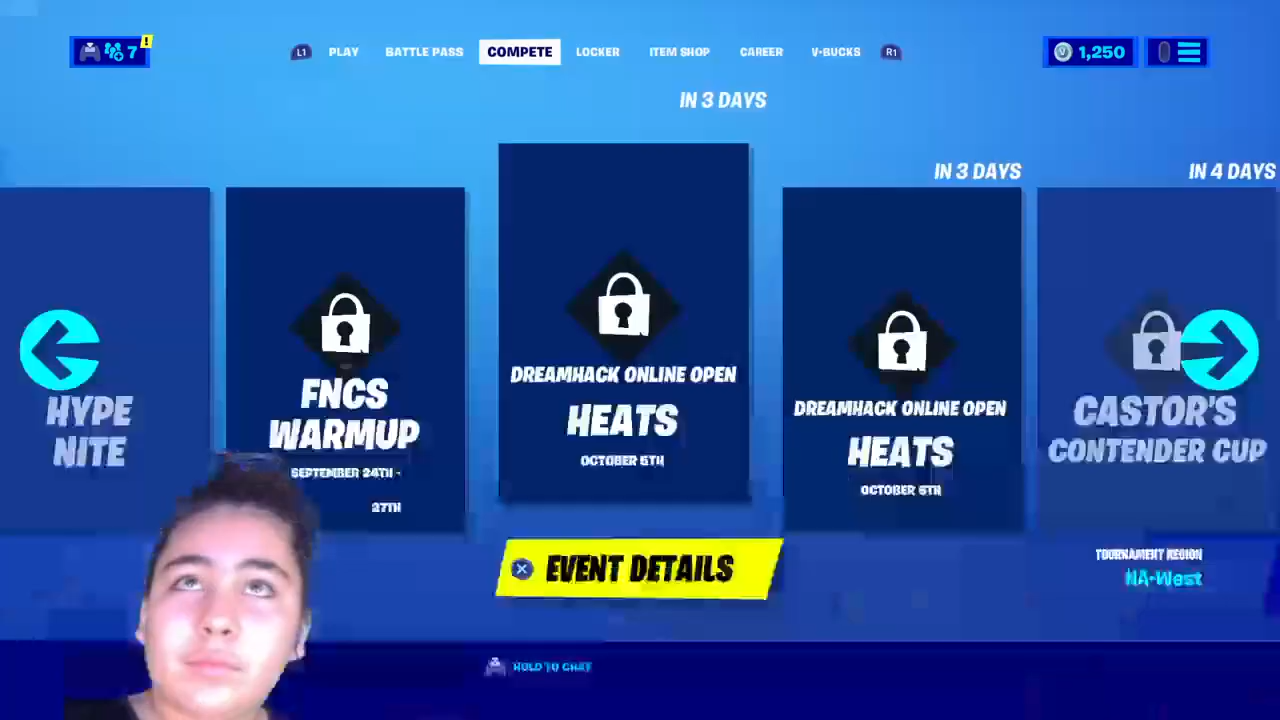 7
!
L1
PLAY
BATTLE PASS
COMPETE
LOCKER
ITEM SHOP
CAREER
V-BUCKS
R1
1,250
IN 3 DAYS
IN 3 DAYS
IN 4 DAYS
HYPE
NITE
FNCS
WARMUP
SEPTEMBER 24TH -
27TH
DREAMHACK ONLINE OPEN
HEATS
OCTOBER 5TH
DREAMHACK ONLINE OPEN
HEATS
OCTOBER 5TH
CASTOR'S
CONTENDER CUP
EVENT DETAILS
TOURNAMENT REGION
NA-West
HOLD TO CHAT